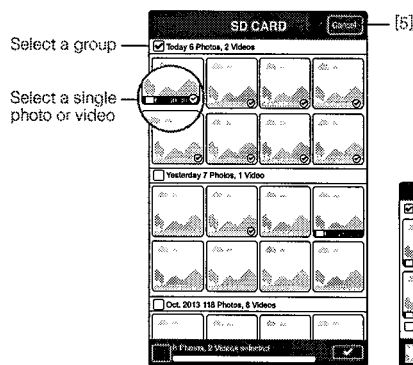 SD CARD
Cancel
[5]
Select a group
Today 6 Photos, 2 Videos
Select a single
photo or video
Yesterday 7 Photos, 1 Video
Oct. 2013 118 Photos, 8 Videos
Photos, 2 Videos selected